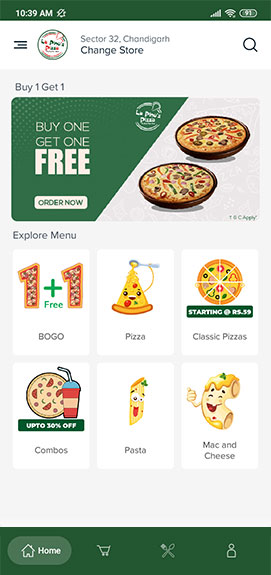 10:39 AM
91
La Pino'z
Pizza
Sector 32, Chandigarh
Change Store
Buy 1 Get 1
BUY ONE
GET ONE
FREE
ORDER NOW
La Pino'z
Pizza
T & C Apply*
Explore Menu
1+1
Free
STARTING @ RS.59
BOGO
Pizza
Classic Pizzas
UPTO 30% OFF
Combos
Pasta
Mac and
Cheese
Home